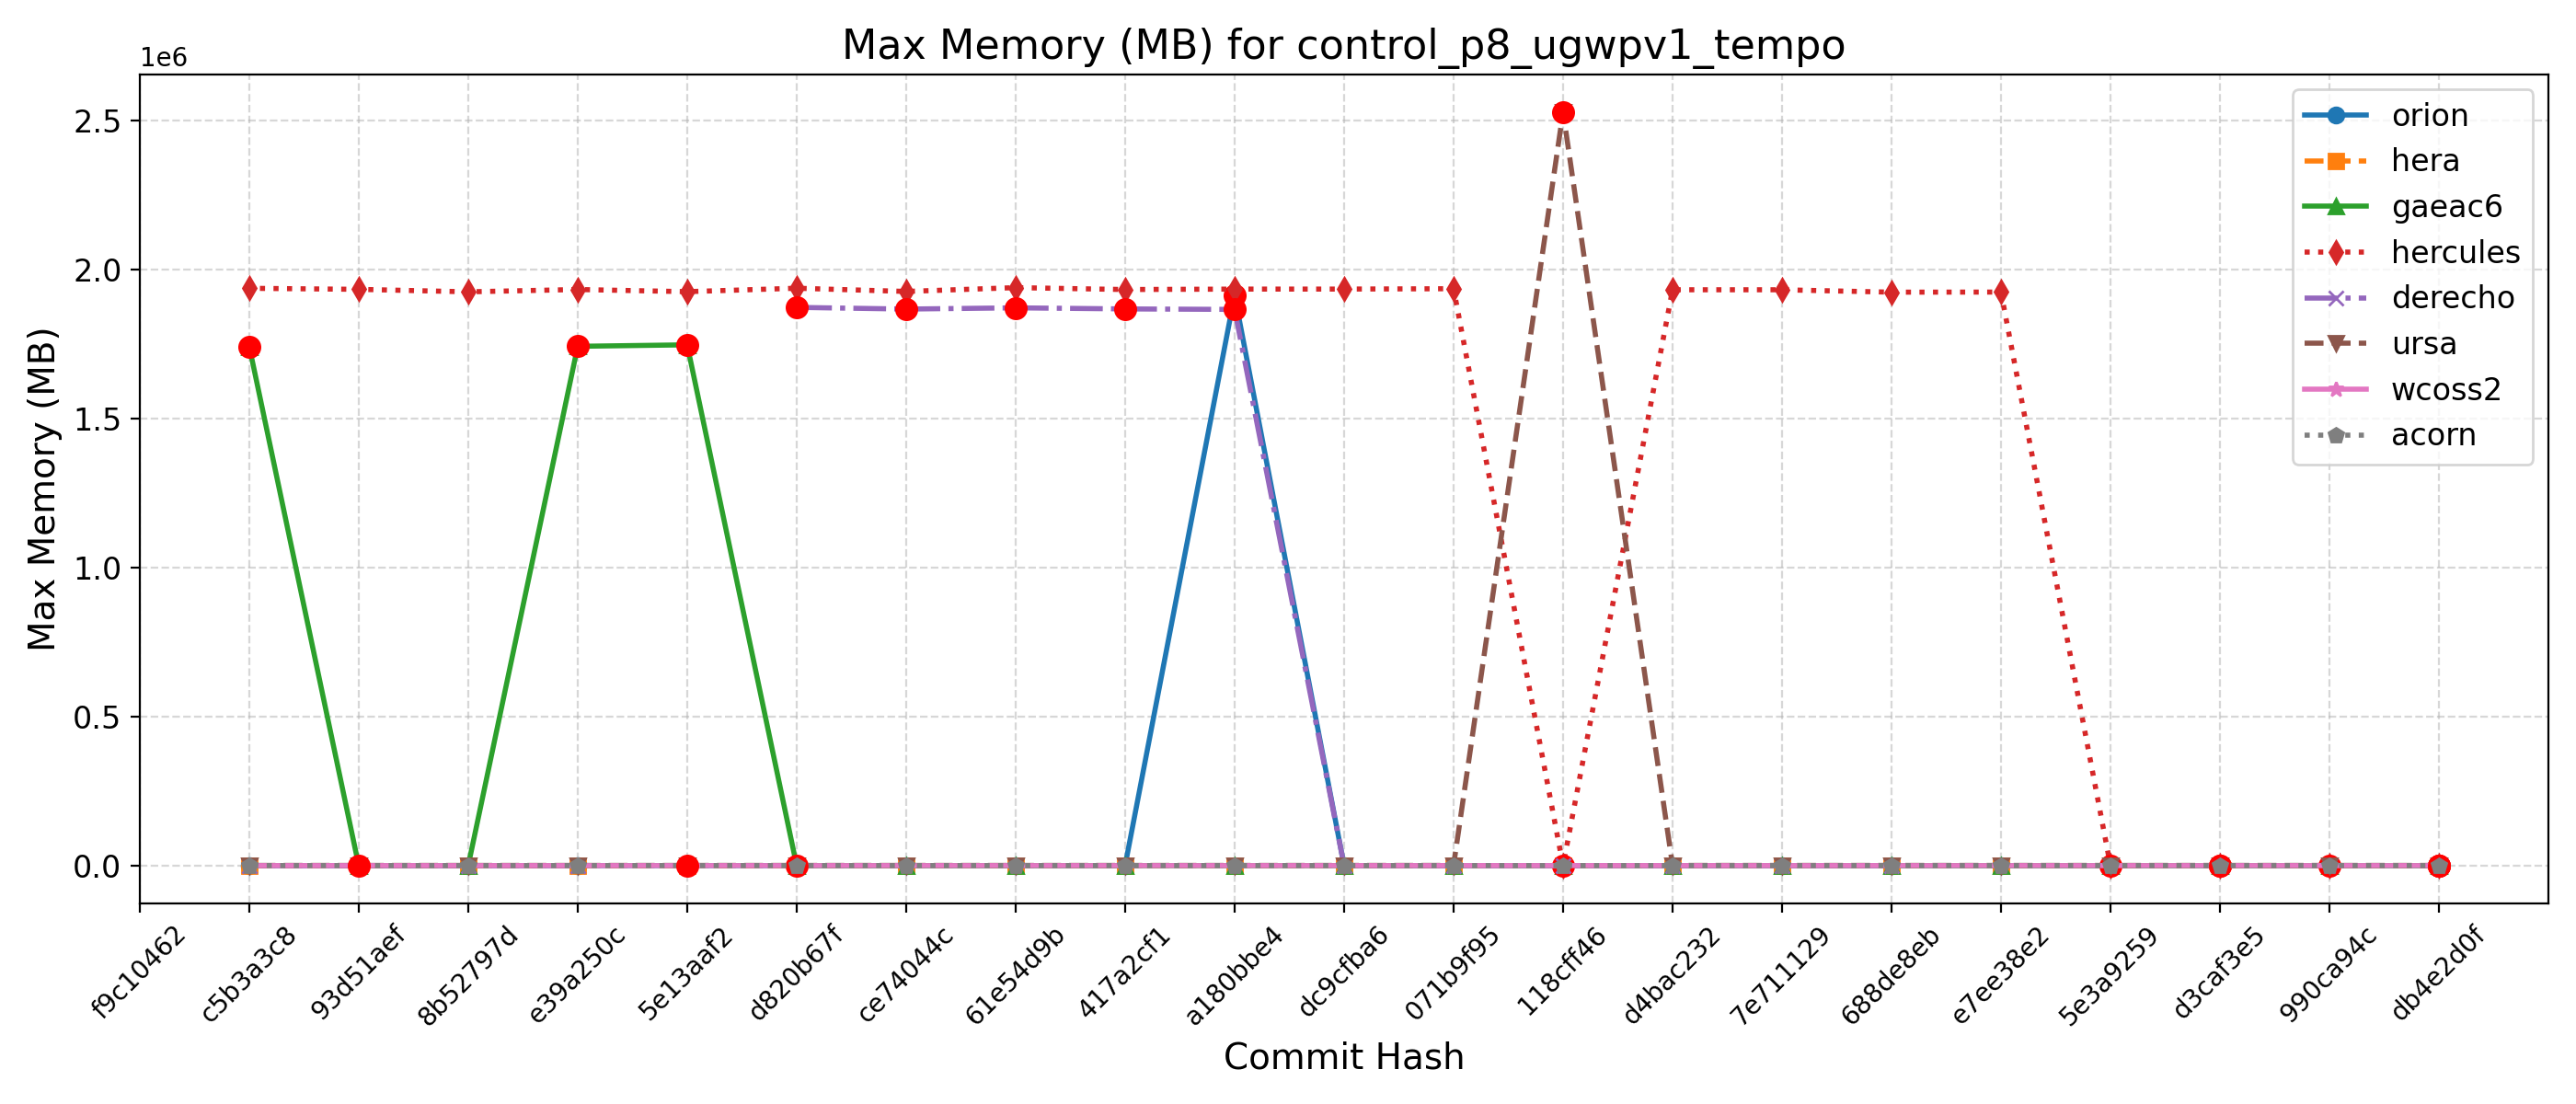 Max Memory (MB) for control_p8_ugwpv1_tempo
1e6
2.5
2.0
1.5
1.0
0.5
0.0
Max Memory (MB)
orion
hera
gaeac6
hercules
derecho
ursa
wcoss2
acorn
f9c10462
c5b3a3c8
93d51aef
8b52797d
e39a250c
5e13aaf2
d820b67f
ce74044c
61e54d9b
417a2cf1
a180bbe4
dc9cfba6
071b9f95
118cff46
d4bac232
7e711129
688de8eb
e7ee38e2
5e3a9259
d3caf3e5
990ca94c
db4e2d0f
Commit Hash